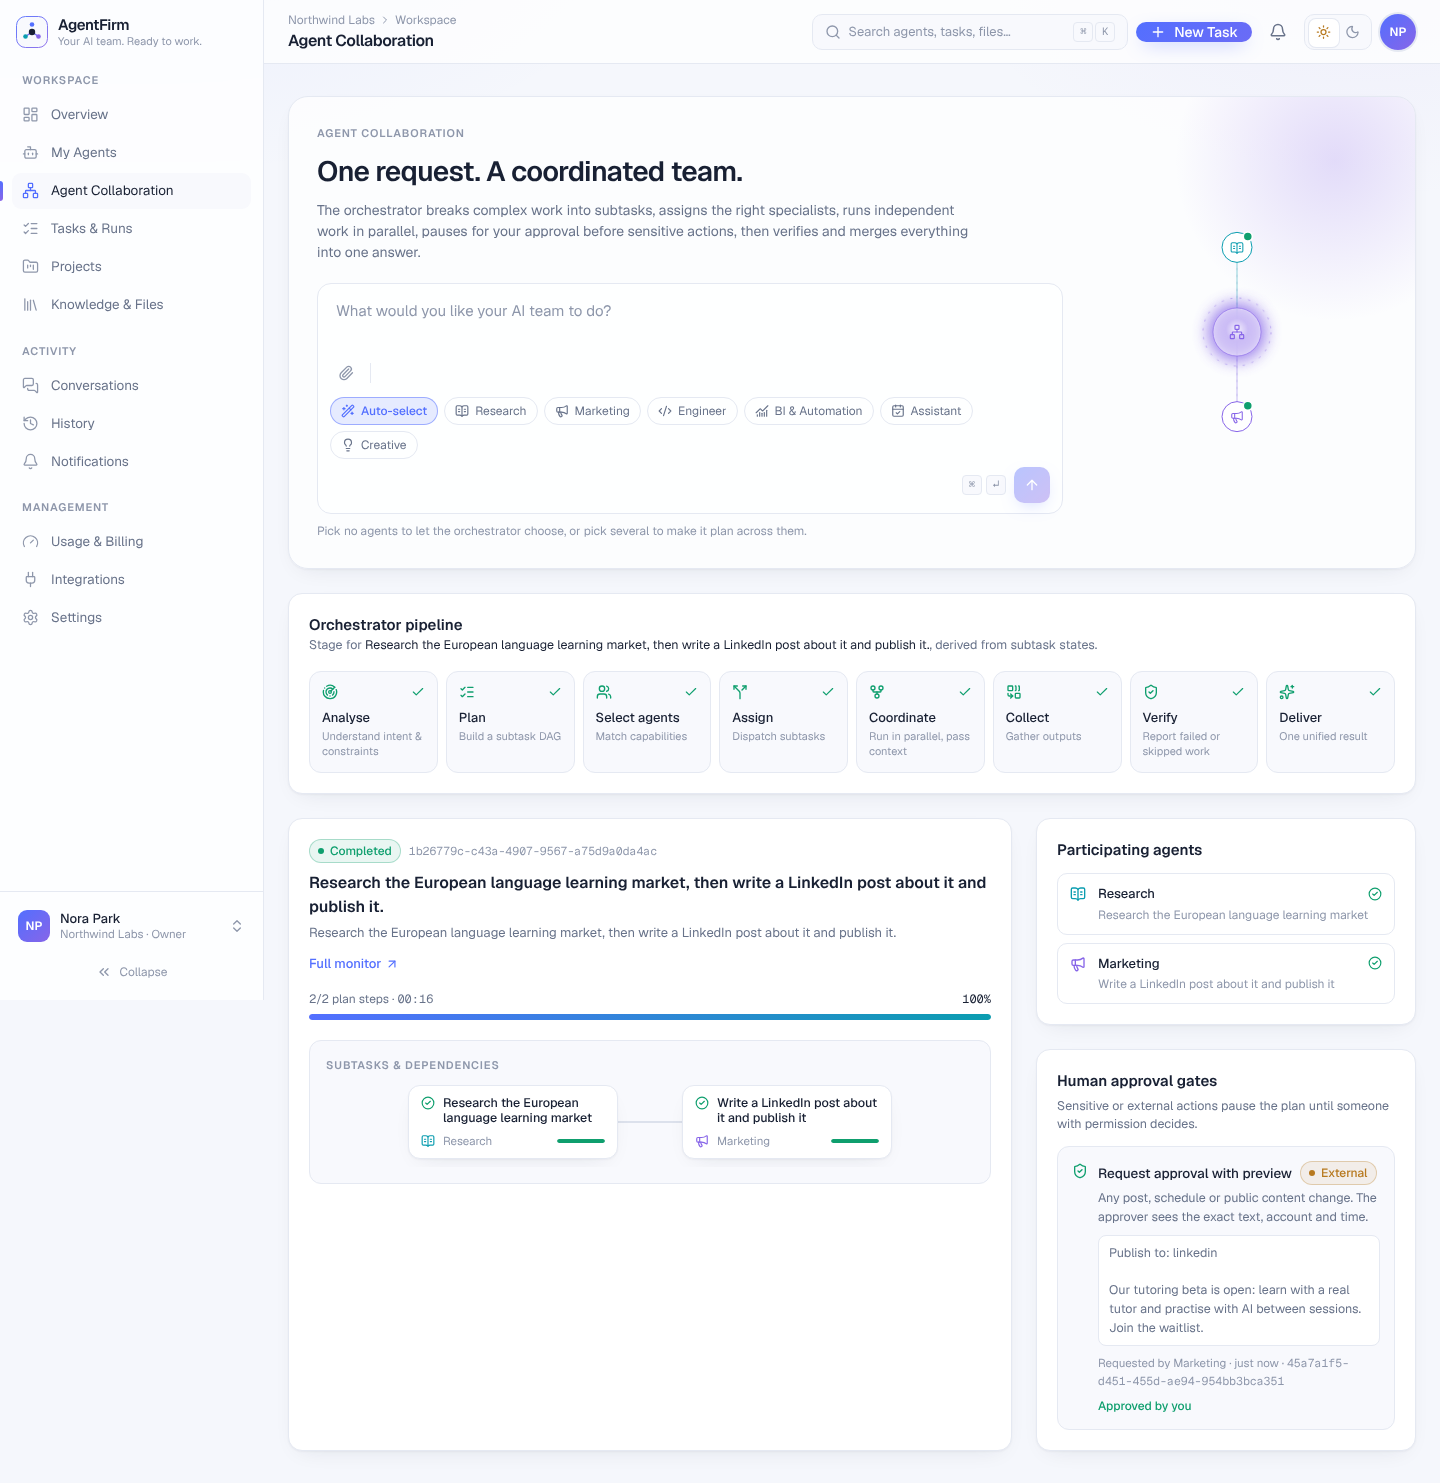 AgentFirm
Your AI team. Ready to work.
WORKSPACE
Overview
My Agents
Agent Collaboration
Tasks & Runs
Projects
Knowledge & Files
ACTIVITY
Conversations
History
Notifications
MANAGEMENT
Usage & Billing
Integrations
Settings
NP
Nora Park
Northwind Labs · Owner
Collapse
Northwind Labs > Workspace
Agent Collaboration
Search agents, tasks, files...
⌘ K
+ New Task
NP
AGENT COLLABORATION
One request. A coordinated team.
The orchestrator breaks complex work into subtasks, assigns the right specialists, runs independent
work in parallel, pauses for your approval before sensitive actions, then verifies and merges everything
into one answer.
What would you like your AI team to do?
Auto-select
Research
Marketing
Engineer
BI & Automation
Assistant
Creative
⌘ ↵
Pick no agents to let the orchestrator choose, or pick several to make it plan across them.
Orchestrator pipeline
Stage for Research the European language learning market, then write a LinkedIn post about it and publish it., derived from subtask states.
Analyse
Understand intent &
constraints
Plan
Build a subtask DAG
Select agents
Match capabilities
Assign
Dispatch subtasks
Coordinate
Run in parallel, pass
context
Collect
Gather outputs
Verify
Report failed or
skipped work
Deliver
One unified result
Completed
1b26779c-c43a-4907-9567-a75d9a0da4ac
Research the European language learning market, then write a LinkedIn post about it and
publish it.
Research the European language learning market, then write a LinkedIn post about it and publish it.
Full monitor
2/2 plan steps · 00:16
100%
SUBTASKS & DEPENDENCIES
Research the European
language learning market
Research
Write a LinkedIn post about
it and publish it
Marketing
Participating agents
Research
Research the European language learning market
Marketing
Write a LinkedIn post about it and publish it
Human approval gates
Sensitive or external actions pause the plan until someone
with permission decides.
Request approval with preview
External
Any post, schedule or public content change. The
approver sees the exact text, account and time.
Publish to: linkedin
Our tutoring beta is open: learn with a real
tutor and practise with AI between sessions.
Join the waitlist.
Requested by Marketing · just now · 45a7a1f5-
d451-455d-ae94-954bb3bca351
Approved by you